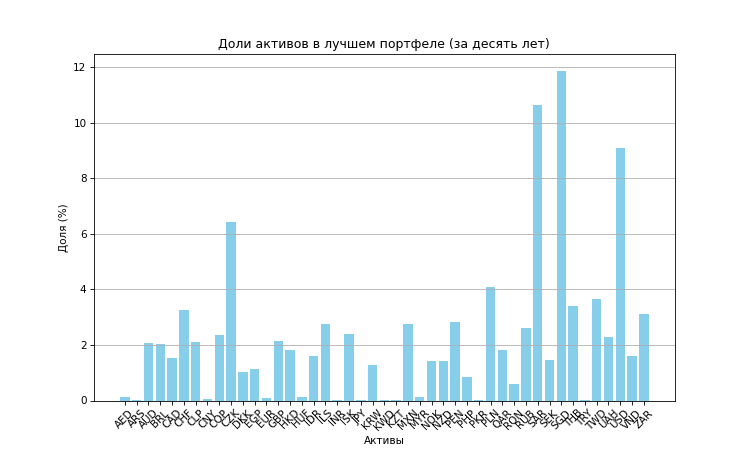 Доли активов в лучшем портфеле (за десять лет)
Доля (%)
12
10
8
6
4
2
0
AED ARS AUD BRL CAD CHF CLP CNY COP CZK DKK EGP EUR GBP HKD HUF IDR ILS INR ISK JPY KRW KWD KZT MXN MYR NOK NZD PEN PHP PKR PLN QAR RON RUB SAR SEK SGD THB TRY TWD UAH USD VND ZAR
Активы